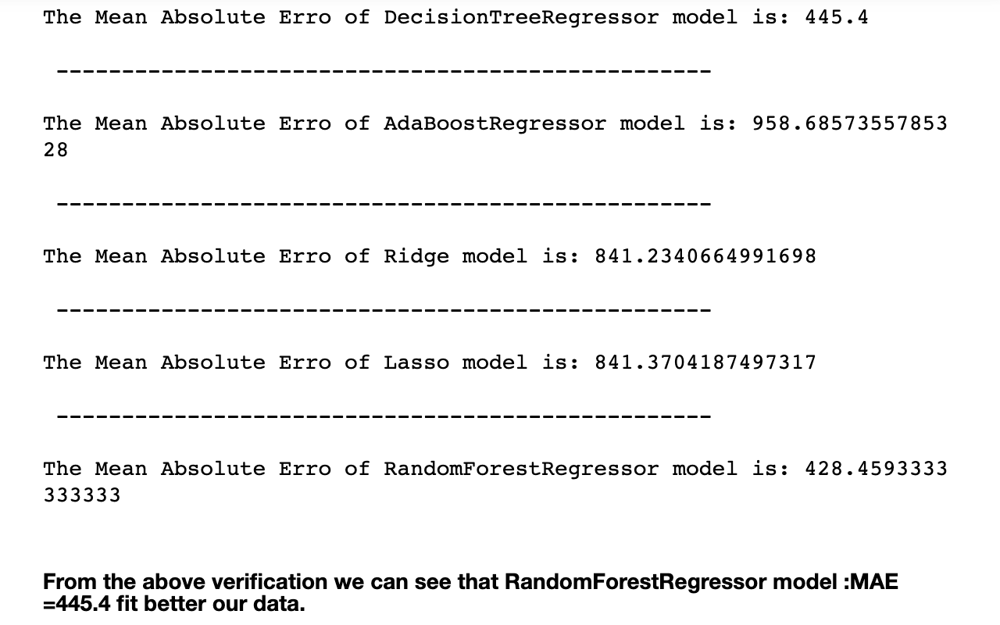 The Mean Absolute Erro of DecisionTreeRegressor model is: 445.4
--------------------------------------------------
The Mean Absolute Erro of AdaBoostRegressor model is: 958.68573557853
28
--------------------------------------------------
The Mean Absolute Erro of Ridge model is: 841.2340664991698
--------------------------------------------------
The Mean Absolute Erro of Lasso model is: 841.3704187497317
--------------------------------------------------
The Mean Absolute Erro of RandomForestRegressor model is: 428.4593333
333333
From the above verification we can see that RandomForestRegressor model :MAE
=445.4 fit better our data.